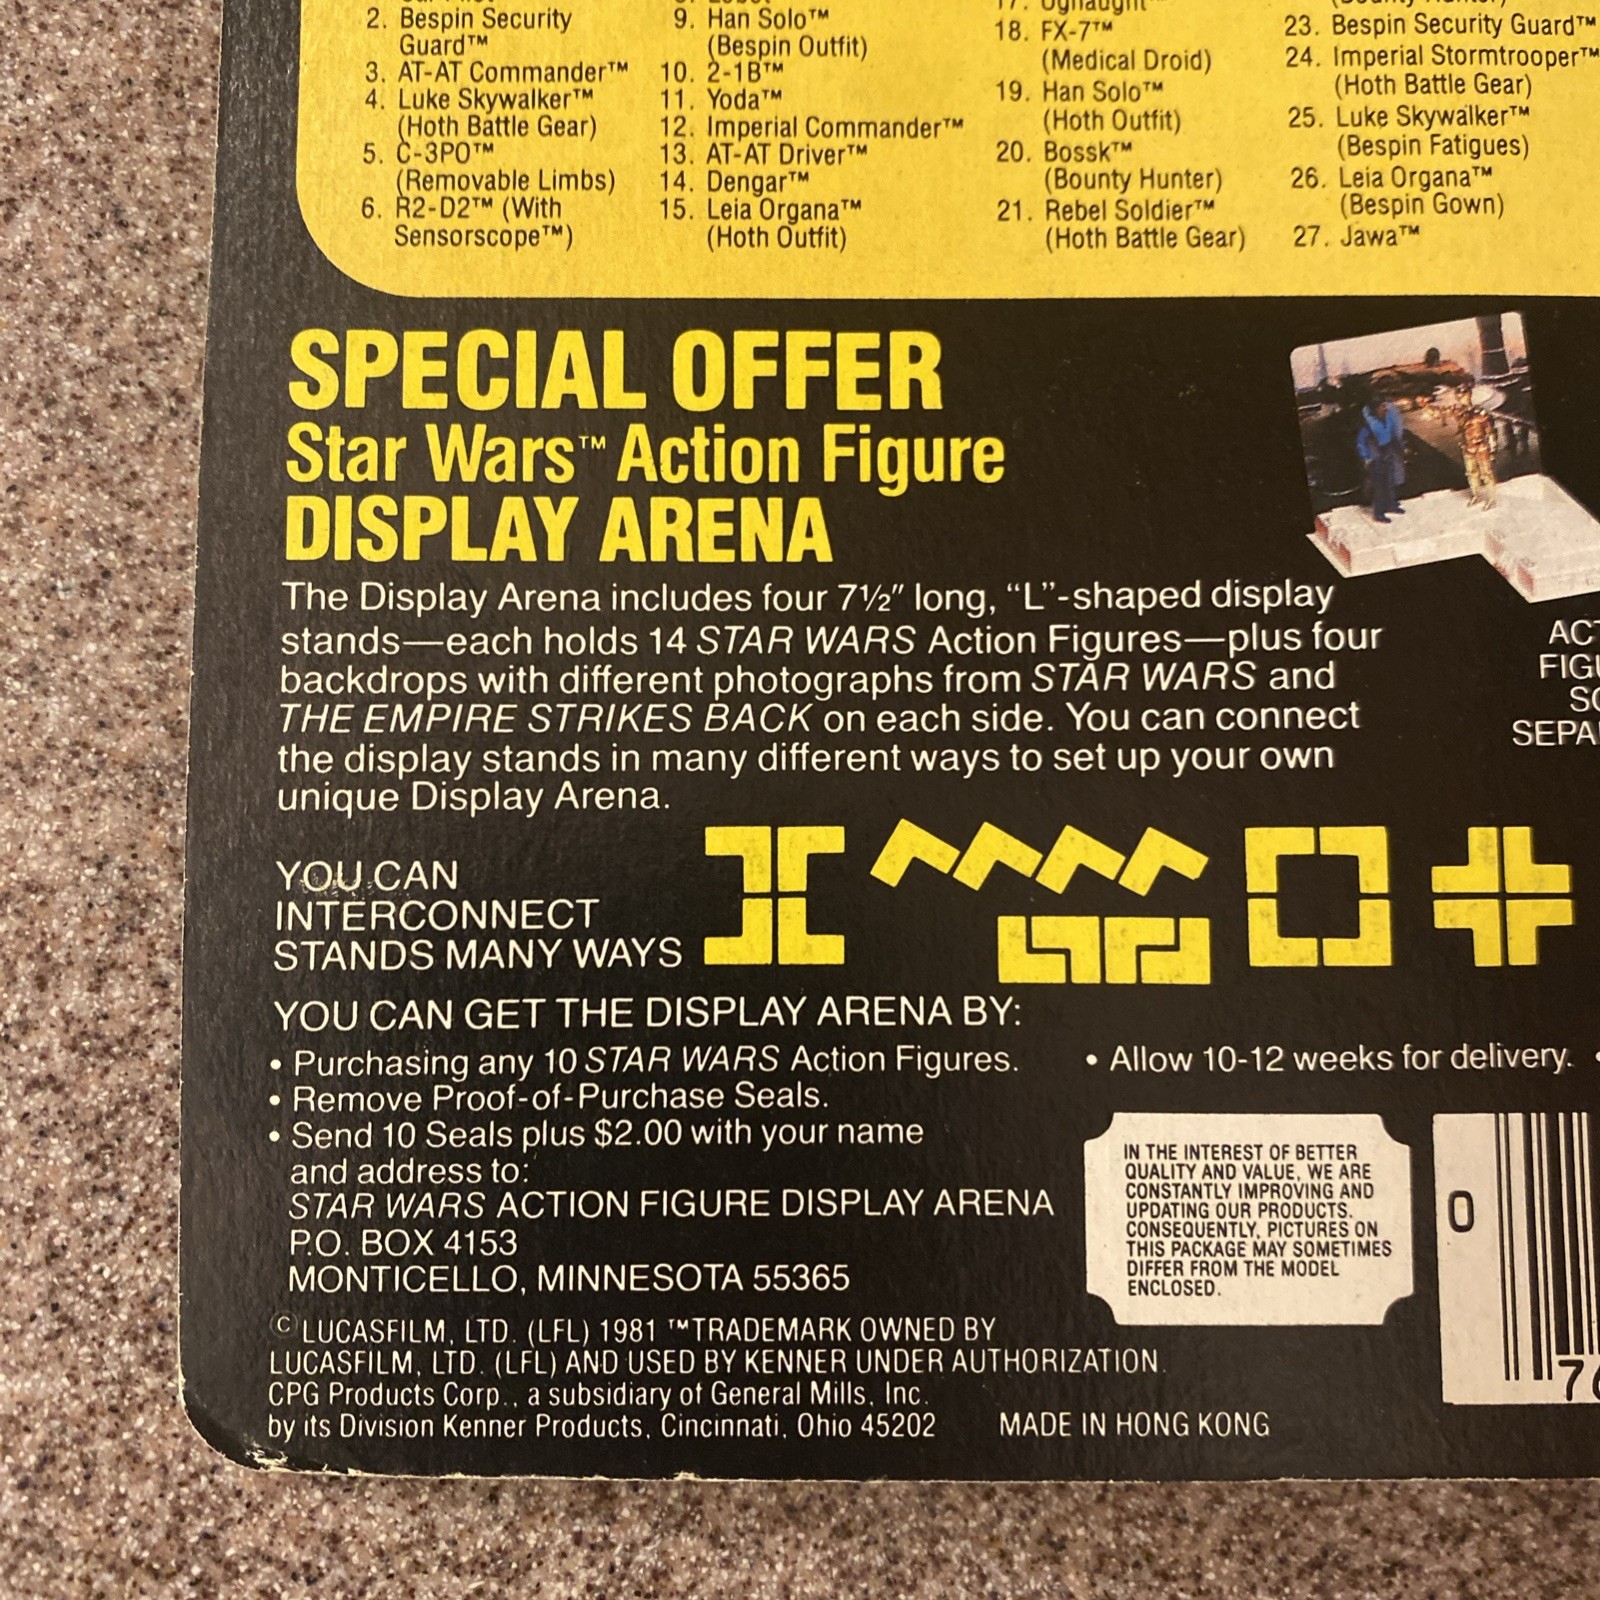 2. Bespin Security
Guard™
3. AT-AT Commander™
4. Luke Skywalker™
(Hoth Battle Gear)
5. C-3PO™
(Removable Limbs)
6. R2-D2™ (With
Sensorscope™)
9. Han Solo™
(Bespin Outfit)
10. 2-1B™
11. Yoda™
12. Imperial Commander™
13. AT-AT Driver™
14. Dengar™
15. Leia Organa™
(Hoth Outfit)
17. Ugnaught™
18. FX-7™
(Medical Droid)
19. Han Solo™
(Hoth Outfit)
20. Bossk™
(Bounty Hunter)
21. Rebel Soldier™
(Hoth Battle Gear)
23. Bespin Security Guard™
24. Imperial Stormtrooper™
(Hoth Battle Gear)
25. Luke Skywalker™
(Bespin Fatigues)
26. Leia Organa™
(Bespin Gown)
27. Jawa™
SPECIAL OFFER
Star Wars™ Action Figure
DISPLAY ARENA
The Display Arena includes four 7½" long, "L"-shaped display
stands—each holds 14 STAR WARS Action Figures—plus four
backdrops with different photographs from STAR WARS and
THE EMPIRE STRIKES BACK on each side. You can connect
the display stands in many different ways to set up your own
unique Display Arena.
YOU CAN
INTERCONNECT
STANDS MANY WAYS
YOU CAN GET THE DISPLAY ARENA BY:
• Purchasing any 10 STAR WARS Action Figures.
• Remove Proof-of-Purchase Seals.
• Send 10 Seals plus $2.00 with your name
and address to:
STAR WARS ACTION FIGURE DISPLAY ARENA
P.O. BOX 4153
MONTICELLO, MINNESOTA 55365
• Allow 10-12 weeks for delivery.
IN THE INTEREST OF BETTER
QUALITY AND VALUE, WE ARE
CONSTANTLY IMPROVING AND
UPDATING OUR PRODUCTS.
CONSEQUENTLY, PICTURES ON
THIS PACKAGE MAY SOMETIMES
DIFFER FROM THE MODEL
ENCLOSED.
0
76
© LUCASFILM, LTD. (LFL) 1981 ™TRADEMARK OWNED BY
LUCASFILM, LTD. (LFL) AND USED BY KENNER UNDER AUTHORIZATION.
CPG Products Corp., a subsidiary of General Mills, Inc.
by its Division Kenner Products, Cincinnati, Ohio 45202
MADE IN HONG KONG